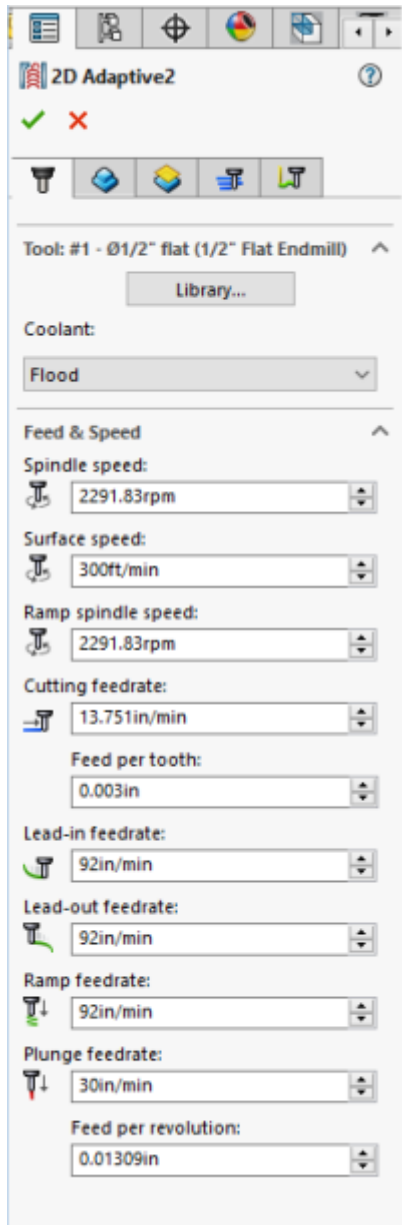 2D Adaptive2
Tool: #1 - Ø1/2" flat (1/2" Flat Endmill)
Library...
Coolant:
Flood
Feed & Speed
Spindle speed:
2291.83rpm
Surface speed:
300ft/min
Ramp spindle speed:
2291.83rpm
Cutting feedrate:
13.751in/min
Feed per tooth:
0.003in
Lead-in feedrate:
92in/min
Lead-out feedrate:
92in/min
Ramp feedrate:
92in/min
Plunge feedrate:
30in/min
Feed per revolution:
0.01309in